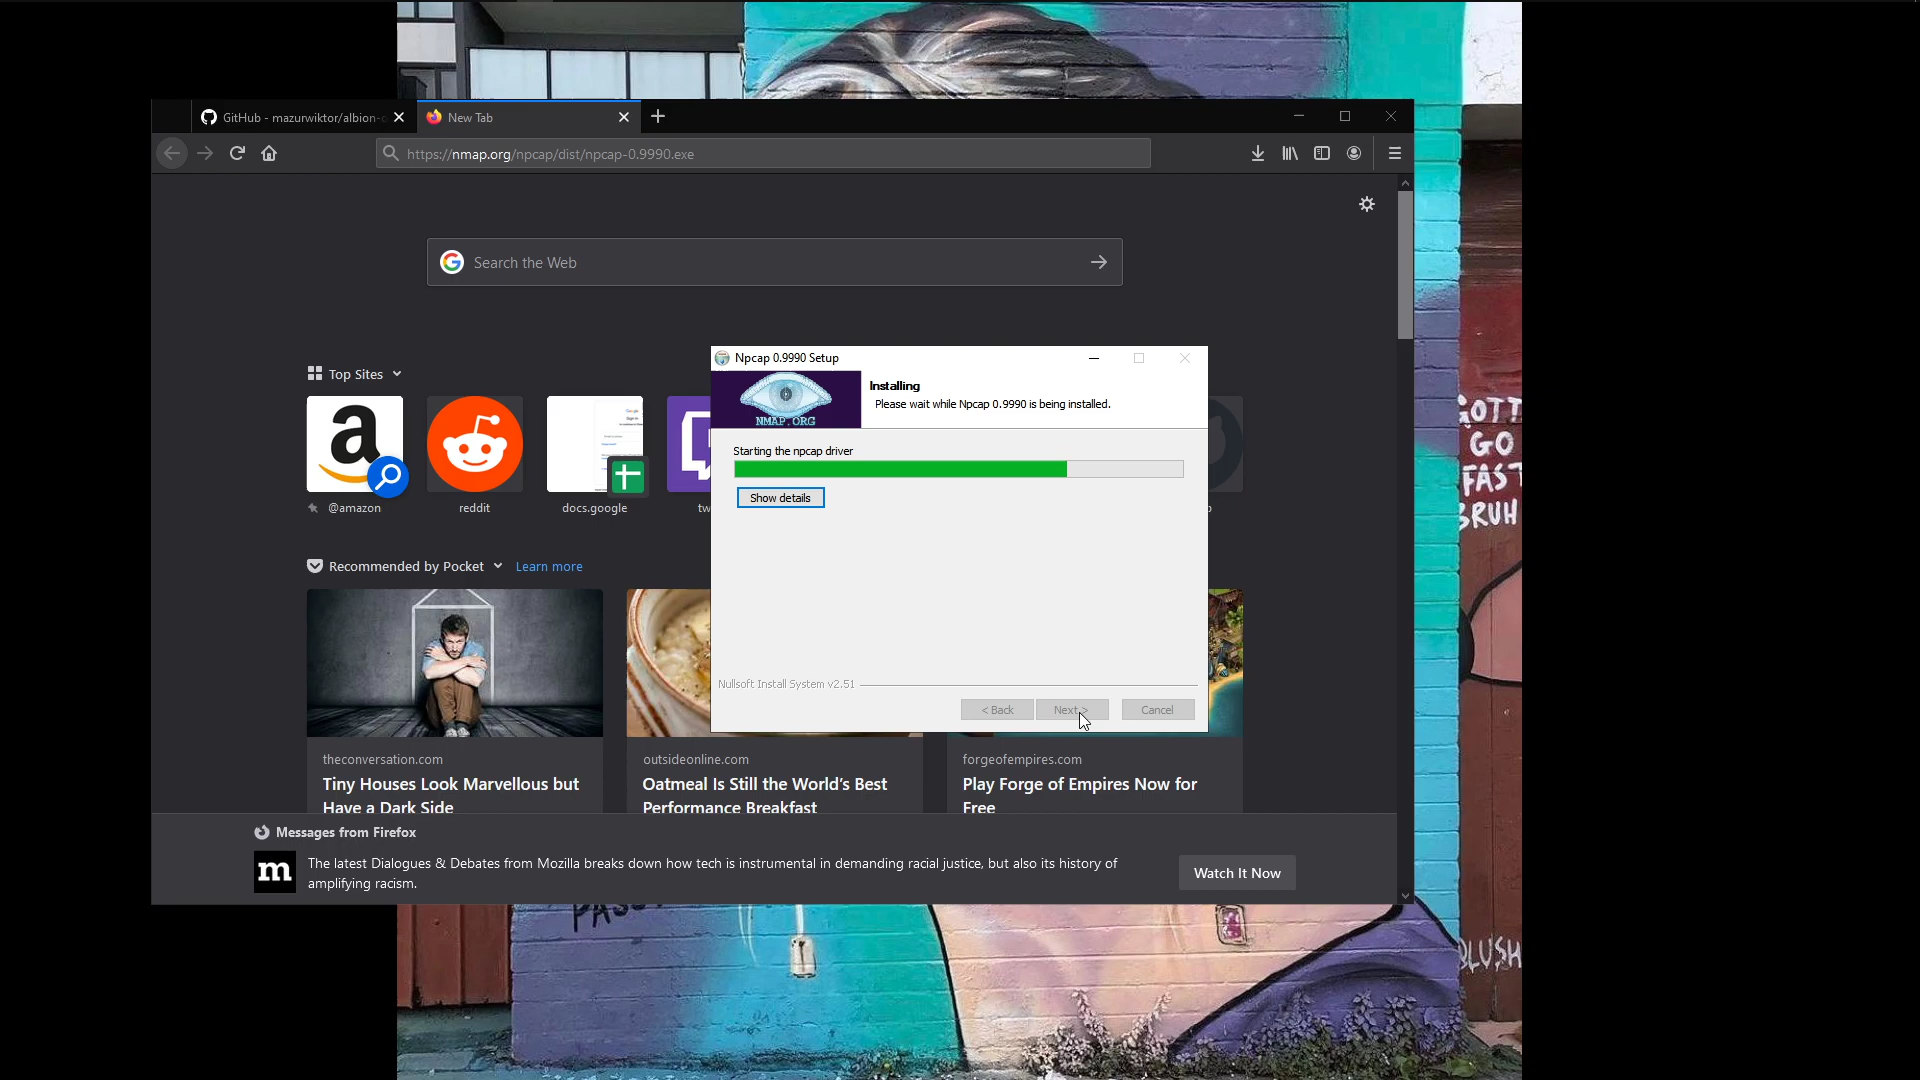 GitHub - mazurwiktor/albion-o
New Tab
https://nmap.org/npcap/dist/npcap-0.9990.exe
Search the Web
Top Sites
@amazon
reddit
docs.google
tw
Npcap 0.9990 Setup
NMAP.ORG
Installing
Please wait while Npcap 0.9990 is being installed.
Starting the npcap driver
Show details
Nullsoft Install System v2.51
< Back
Next >
Cancel
Recommended by Pocket
Learn more
theconversation.com
Tiny Houses Look Marvellous but
Have a Dark Side
outsideonline.com
Oatmeal Is Still the World's Best
Performance Breakfast
forgeofempires.com
Play Forge of Empires Now for
Free
Messages from Firefox
m
The latest Dialogues & Debates from Mozilla breaks down how tech is instrumental in demanding racial justice, but also its history of
amplifying racism.
Watch It Now
GOTT
GO
FAST
BRUH